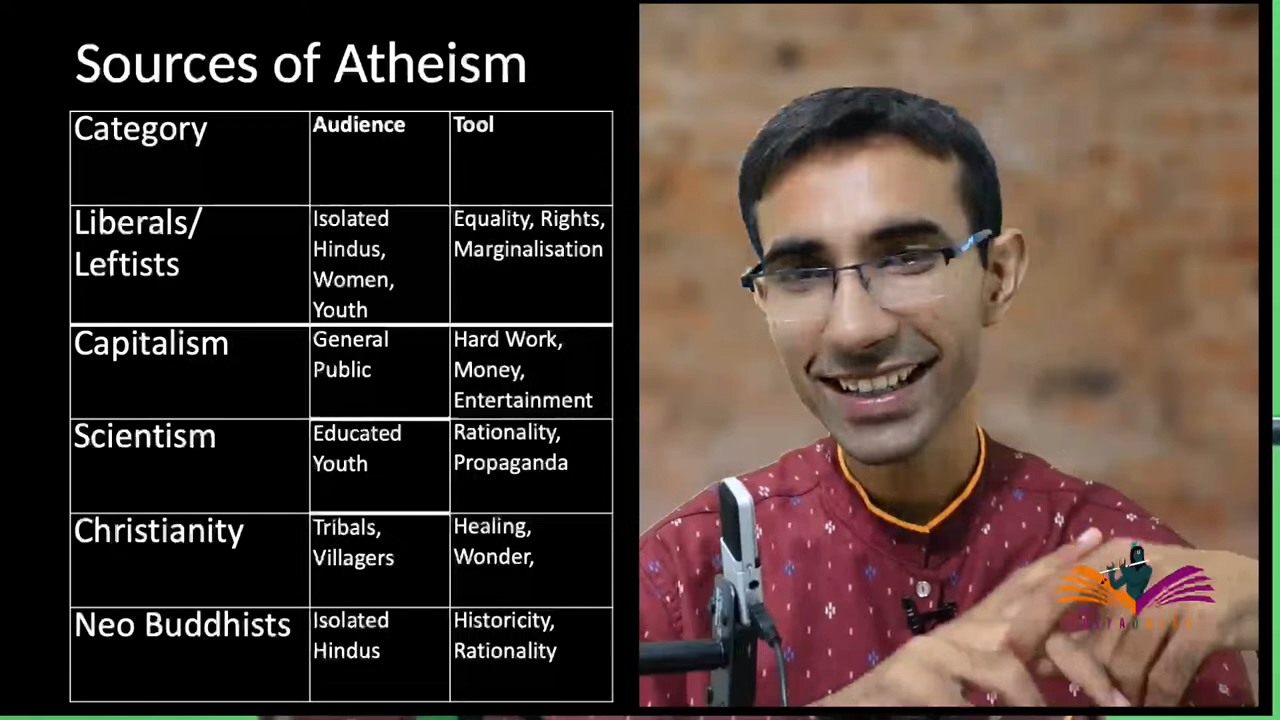 Sources of Atheism
Category Audience Tool
Liberals/ Isolated Equality, Rights,
Leftists Hindus, Marginalisation
Women,
Youth
Capitalism General Hard Work,
Public Money,
Entertainment
Scientism Educated Rationality,
Youth Propaganda
Christianity Tribals, Healing,
Villagers Wonder,
Neo Buddhists Isolated Historicity,
Hindus Rationality